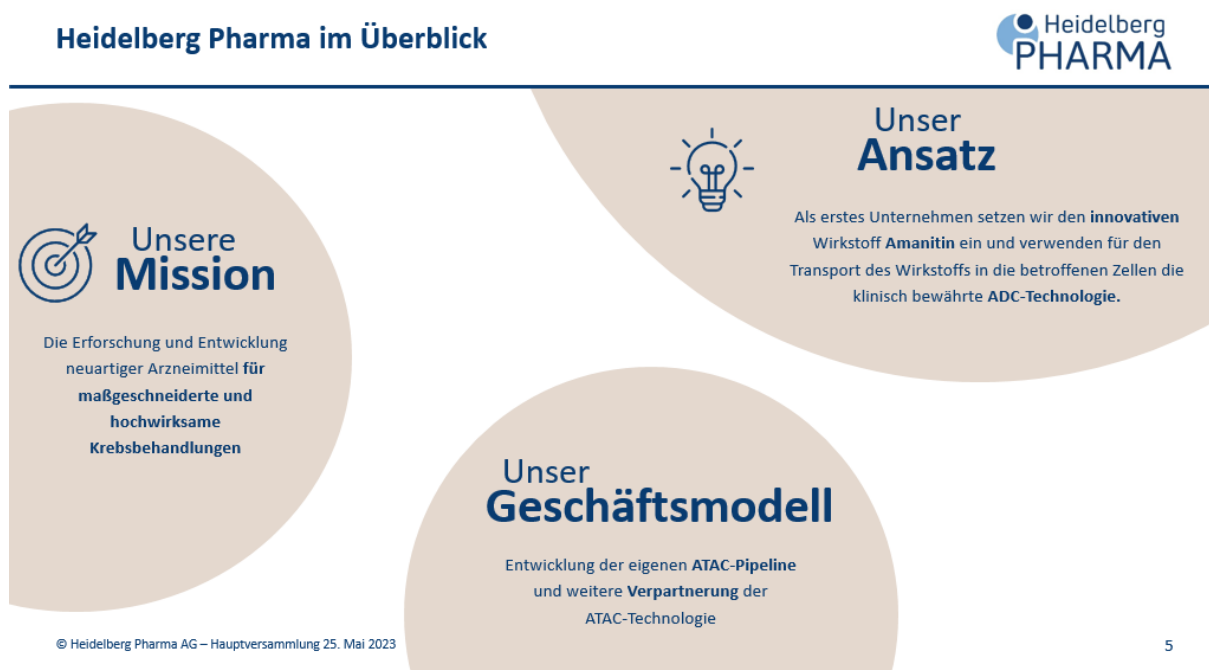 Heidelberg Pharma im Überblick
Heidelberg
PHARMA
Unser
Ansatz
Als erstes Unternehmen setzen wir den innovativen
Wirkstoff Amanitin ein und verwenden für den
Transport des Wirkstoffs in die betroffenen Zellen die
klinisch bewährte ADC-Technologie.
Unsere
Mission
Die Erforschung und Entwicklung
neuartiger Arzneimittel für
maßgeschneiderte und
hochwirksame
Krebsbehandlungen
Unser
Geschäftsmodell
Entwicklung der eigenen ATAC-Pipeline
und weitere Verpartnerung der
ATAC-Technologie
© Heidelberg Pharma AG – Hauptversammlung 25. Mai 2023
5